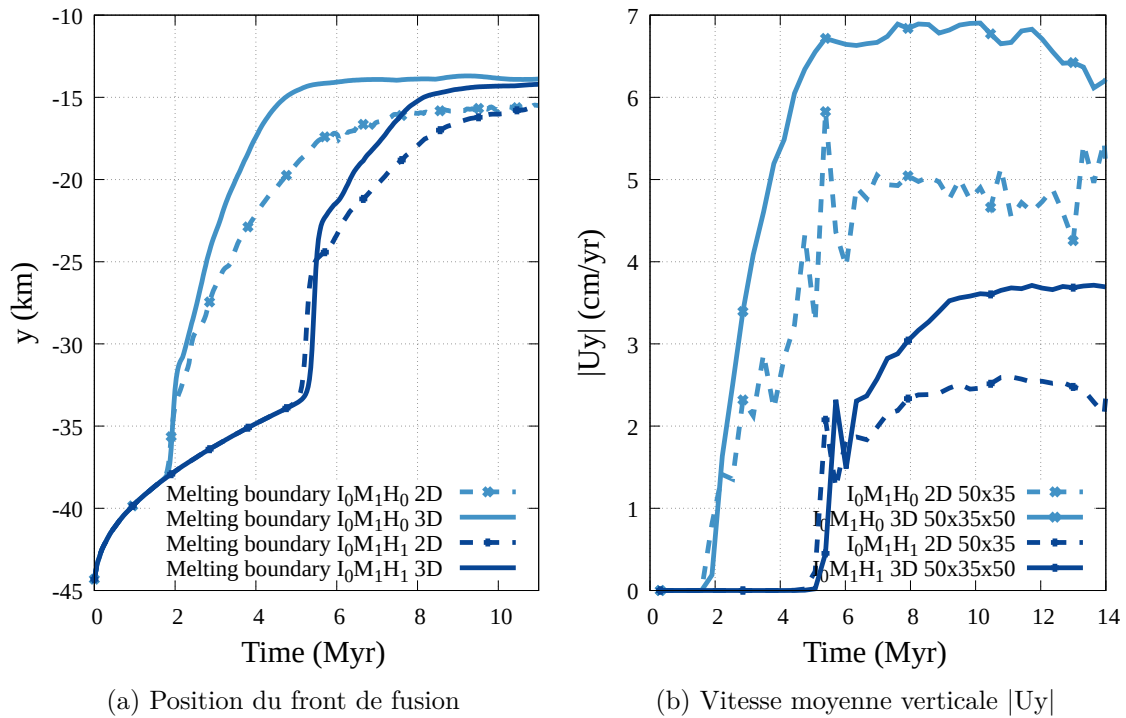 -10
-15
-20
-25
-30
-35
-40
-45
y (km)
0 2 4 6 8 10
Time (Myr)
Melting boundary I₀M₁H₀ 2D
Melting boundary I₀M₁H₀ 3D
Melting boundary I₀M₁H₁ 2D
Melting boundary I₀M₁H₁ 3D
(a) Position du front de fusion
7
6
5
4
3
2
1
0
|Uy| (cm/yr)
0 2 4 6 8 10 12 14
Time (Myr)
I₀M₁H₀ 2D 50x35
I₀M₁H₀ 3D 50x35x50
I₀M₁H₁ 2D 50x35
I₀M₁H₁ 3D 50x35x50
(b) Vitesse moyenne verticale |Uy|